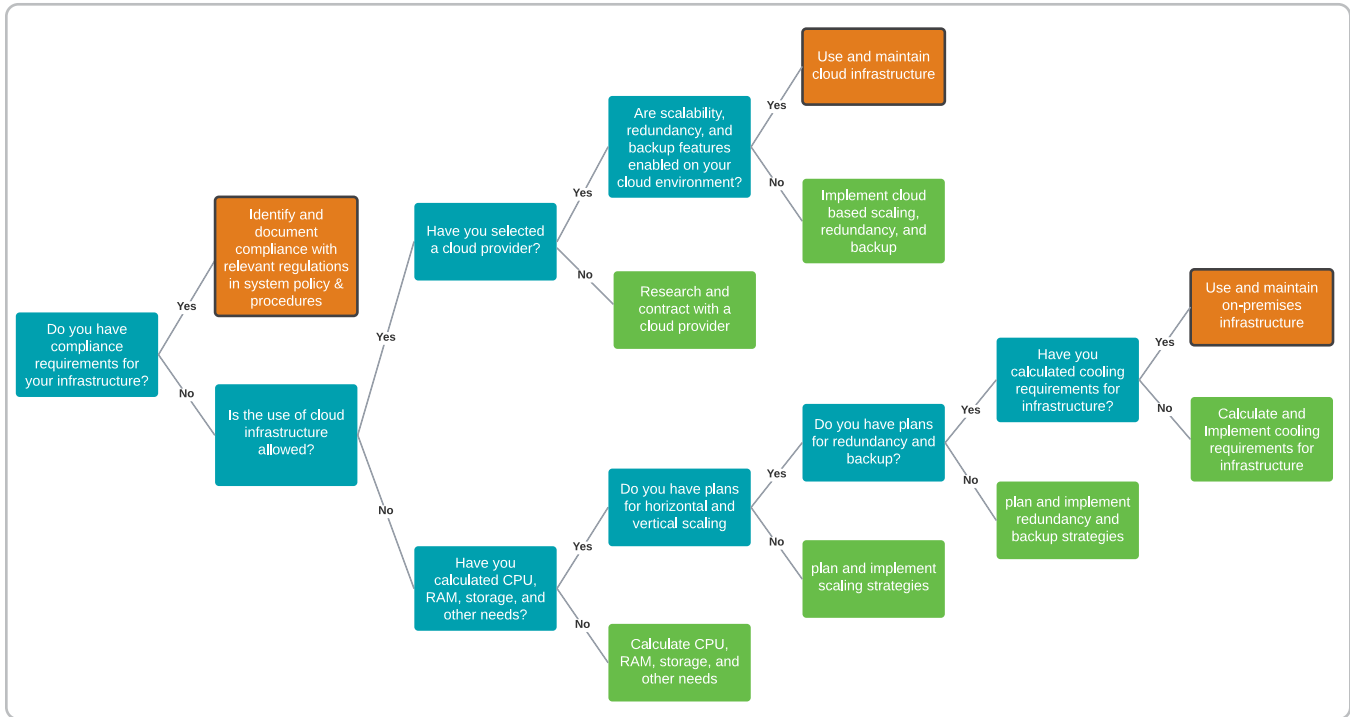 Do you have
compliance
requirements for
your infrastructure?
Yes
No
Identify and
document
compliance with
relevant regulations
in system policy &
procedures
Is the use of cloud
infrastructure
allowed?
Yes
No
Have you selected
a cloud provider?
Yes
No
Are scalability,
redundancy, and
backup features
enabled on your
cloud environment?
Yes
No
Use and maintain
cloud infrastructure
Implement cloud
based scaling,
redundancy, and
backup
Research and
contract with a
cloud provider
Have you
calculated CPU,
RAM, storage, and
other needs?
Yes
No
Do you have plans
for horizontal and
vertical scaling
Yes
No
Calculate CPU,
RAM, storage, and
other needs
Do you have plans
for redundancy and
backup?
Yes
No
plan and implement
scaling strategies
Have you
calculated cooling
requirements for
infrastructure?
Yes
No
plan and implement
redundancy and
backup strategies
Use and maintain
on-premises
infrastructure
Calculate and
Implement cooling
requirements for
infrastructure